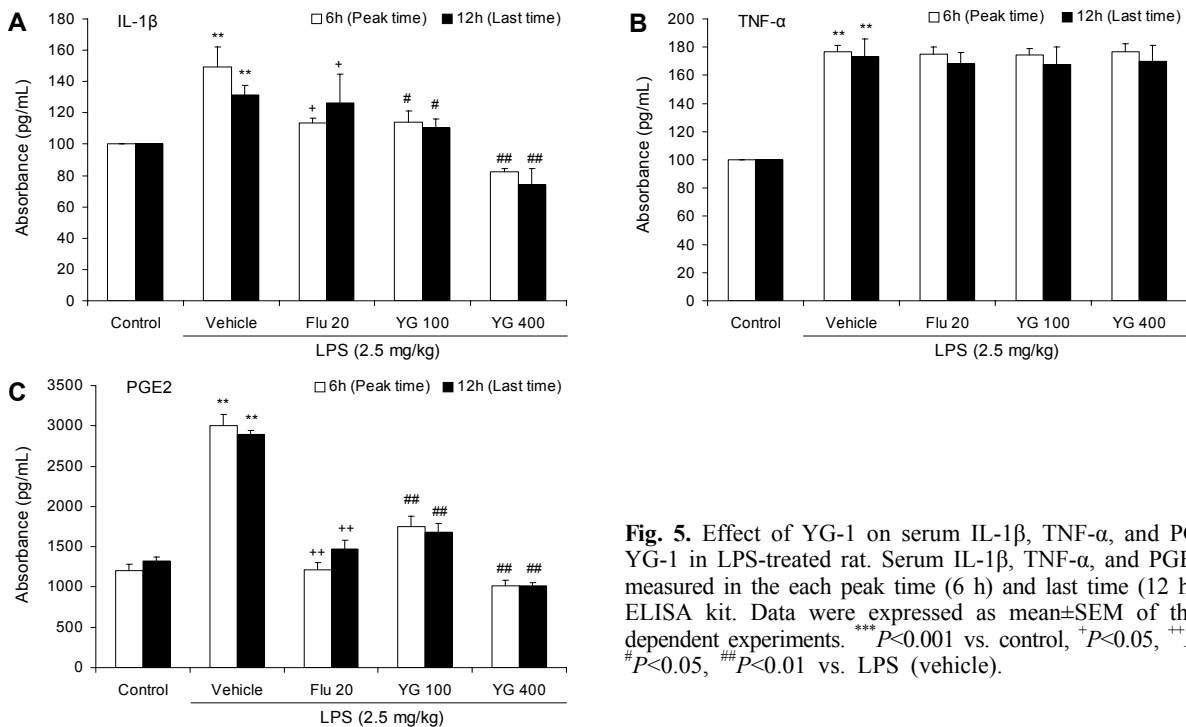 A
IL-1β
6h (Peak time) 12h (Last time)
Absorbance (pg/mL)
180
160
140
120
100
80
60
40
20
0
**
**
+
+
#
#
##
##
Control Vehicle Flu 20 YG 100 YG 400
LPS (2.5 mg/kg)
B
TNF-α
6h (Peak time) 12h (Last time)
Absorbance (pg/mL)
200
180
160
140
120
100
80
60
40
20
0
**
**
Control Vehicle Flu 20 YG 100 YG 400
LPS (2.5 mg/kg)
C
PGE2
6h (Peak time) 12h (Last time)
Absorbance (pg/mL)
3500
3000
2500
2000
1500
1000
500
0
**
**
++
++
##
##
##
##
Control Vehicle Flu 20 YG 100 YG 400
LPS (2.5 mg/kg)
Fig. 5. Effect of YG-1 on serum IL-1β, TNF-α, and
YG-1 in LPS-treated rat. Serum IL-1β, TNF-α, and
measured in the each peak time (6 h) and last time (12 h
ELISA kit. Data were expressed as mean±SEM of
dependent experiments. ***P<0.001 vs. control, +P<0.05, ++
#P<0.05, ##P<0.01 vs. LPS (vehicle).